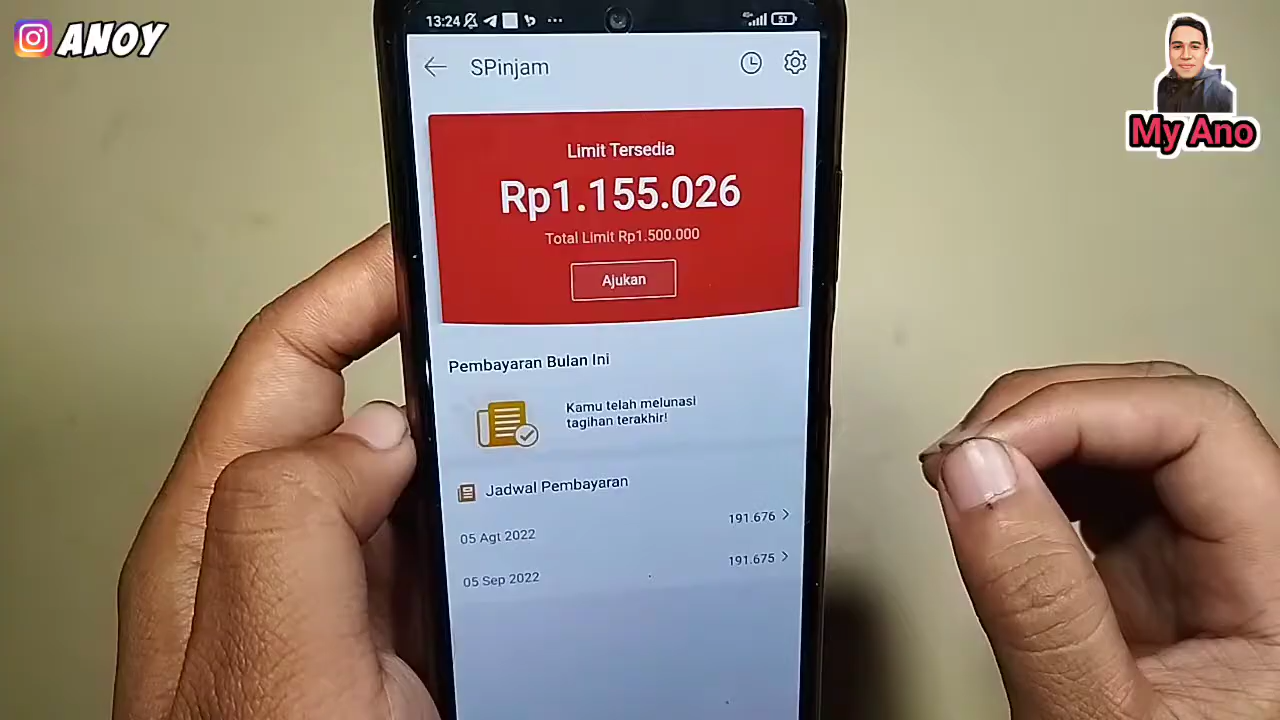 ANOY
My Ano
13:24
51
SPinjam
Limit Tersedia
Rp1.155.026
Total Limit Rp1.500.000
Ajukan
Pembayaran Bulan Ini
Kamu telah melunasi
tagihan terakhir!
Jadwal Pembayaran
05 Agt 2022 191.676
05 Sep 2022 191.675